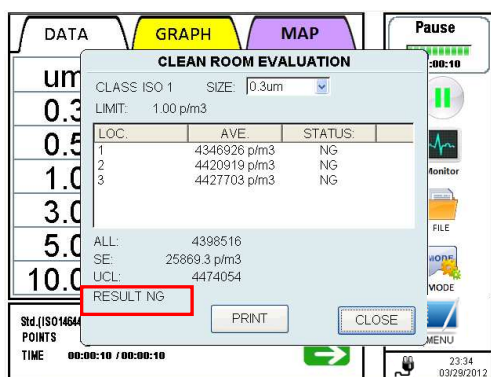 DATA GRAPH MAP Pause
CLEAN ROOM EVALUATION
:00:10
um
CLASS ISO 1 SIZE: 0.3um
LIMIT: 1.00 p/m3
0.3
LOC. AVE. STATUS:
0.5
1 4346926 p/m3 NG
2 4420919 p/m3 NG
3 4427703 p/m3 NG
Monitor
1.0
3.0
FILE
ALL: 4398516
5.0
SE: 25869.3 p/m3
UCL: 4474054
MODE
MODE
10.0
RESULT NG
PRINT CLOSE
Std.(ISO14644
POINTS
MENU
TIME 00:00:10 / 00:00:10
23:34
03/29/2012